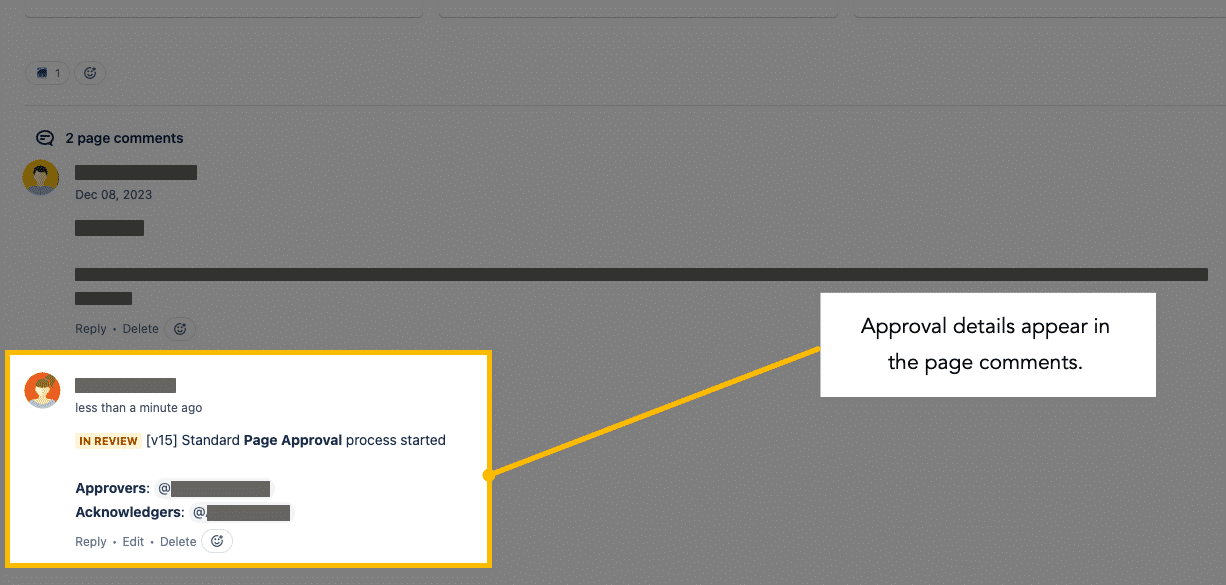 1
2 page comments
Dec 08, 2023
Reply • Delete
Approval details appear in
the page comments.
less than a minute ago
IN REVIEW [v15] Standard Page Approval process started
Approvers: @
Acknowledgers: @
Reply • Edit • Delete